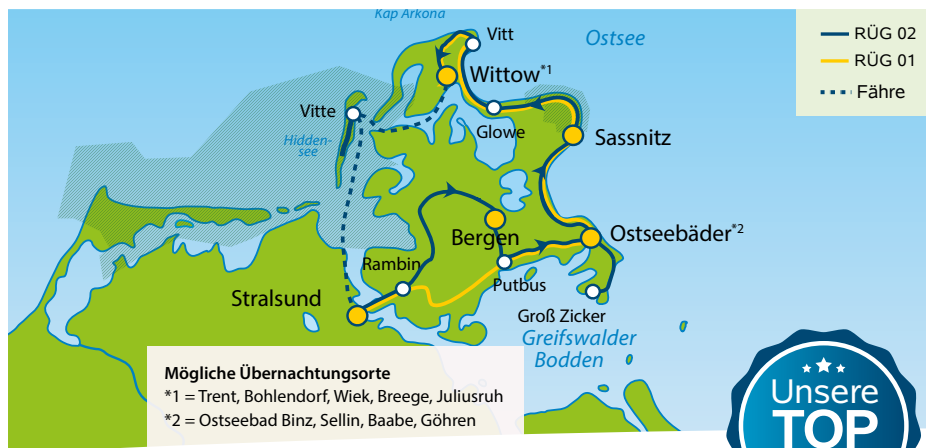 Kap Arkona
Vitt
Ostsee
RÜG 02
RÜG 01
Fähre
Wittow*1
Vitte
Glowe
Hidden-
see
Sassnitz
Bergen
Ostseebäder*2
Rambin
Putbus
Stralsund
Groß Zicker
Greifswalder
Bodden
Mögliche Übernachtungsorte
*1 = Trent, Bohlendorf, Wiek, Breege, Juliusruh
*2 = Ostseebad Binz, Sellin, Baabe, Göhren
Unsere
TOP